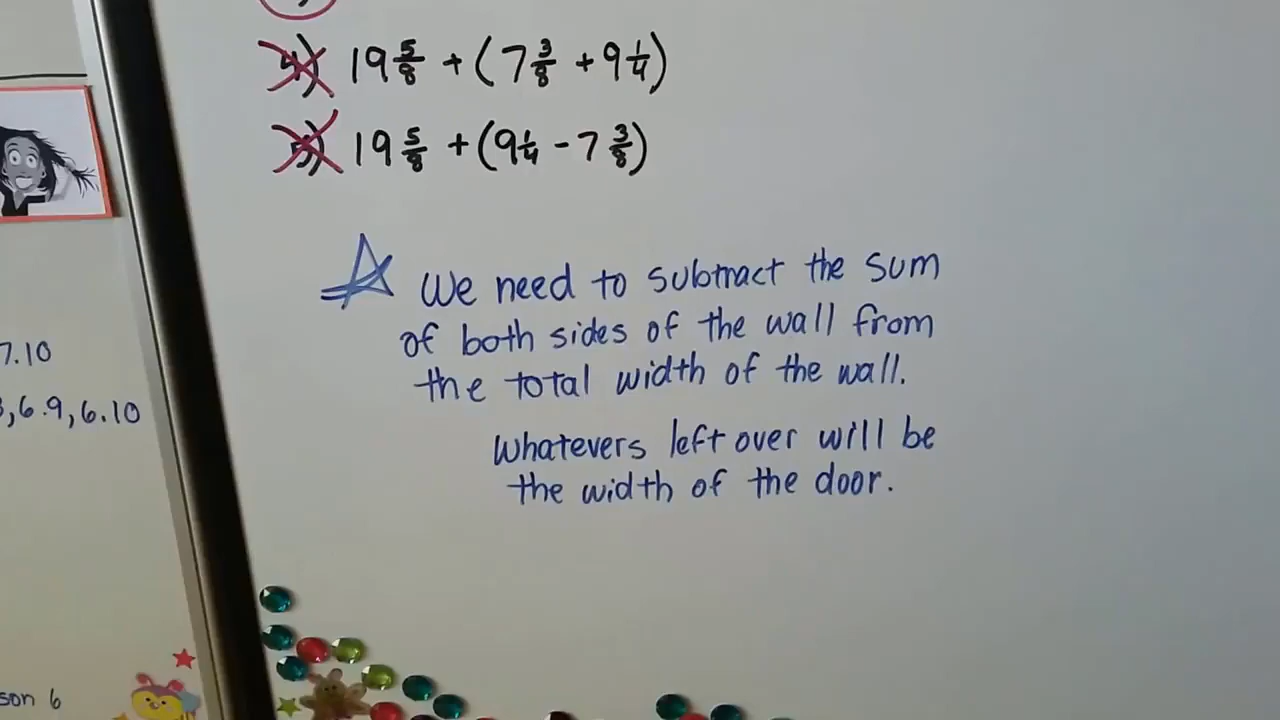 4) 19 5/8 + (7 3/8 + 9 1/4)
5) 19 5/8 + (9 1/4 - 7 3/8)
We need to subtract the sum
of both sides of the wall from
the total width of the wall.
Whatevers left over will be
the width of the door.
7.10
,6.9,6.10
son 6